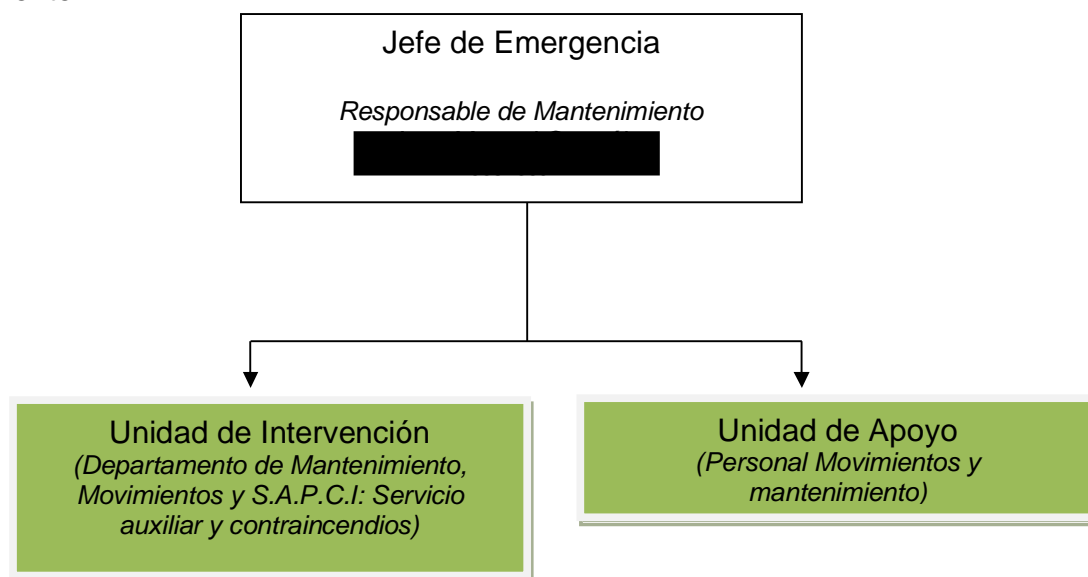 Jefe de Emergencia
Responsable de Mantenimiento
Unidad de Intervención
(Departamento de Mantenimiento,
Movimientos y S.A.P.C.I: Servicio
auxiliar y contraincendios)
Unidad de Apoyo
(Personal Movimientos y
mantenimiento)